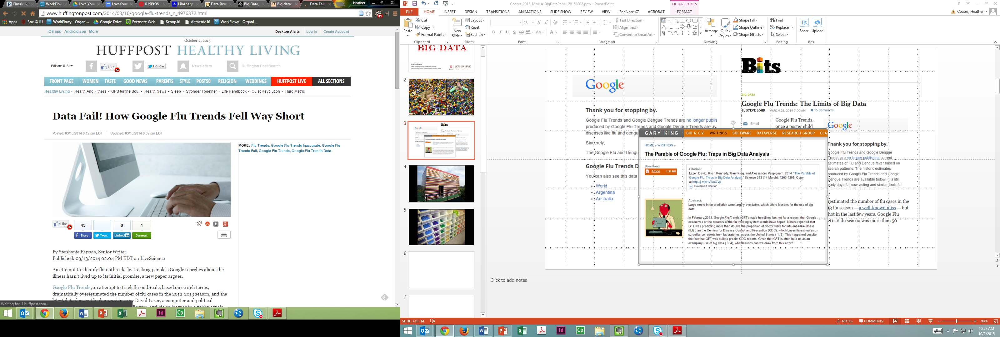 Classic
WorkFlow
Love Your
LoveYourl
01:09:06
LibAnalyt
Data Reus
Big Data,
Big data:
Data Fail!
Heather
www.huffingtonpost.com/2014/03/16/google-flu-trends_n_4976372.html
31
Apps
Box @ IU
WorkFlowy - Organi...
Google Drive
Evernote Web
Scoop.it!
Altmetric it!
WorkFlowy - Organi...
iOS app Android app More
Desktop Alerts
Log in
Create Account
October 2, 2015
HUFFPOST HEALTHY LIVING
Edition: U.S.
Like
Follow
Newsletters
Huffington Post Search
FRONT PAGE WOMEN TASTE GOOD NEWS PARENTS STYLE POST50 RELIGION WEDDINGS HUFFPOST LIVE ALL SECTIONS
Healthy Living • Health And Fitness • GPS for the Soul • Health News • Sleep • Stronger Together • Life Handbook • Quiet Revolution • Third Metric
Data Fail! How Google Flu Trends Fell Way Short
Posted: 03/16/2014 8:12 pm EDT | Updated: 03/16/2014 8:59 pm EDT
MORE: Flu Trends, Google Flu Trends Inaccurate, Google Flu
Trends Fail, Google Flu Trends, Google Flu Trends Data
Like
43
0
1
Share
Tweet
Linked in
Comment
By Stephanie Pappas, Senior Writer
Published: 03/13/2014 02:04 PM EDT on LiveScience
An attempt to identify flu outbreaks by tracking people's Google searches about the
illness hasn't lived up to its initial promise, a new paper argues.
Google Flu Trends, an attempt to track flu outbreaks based on search terms,
dramatically overestimated the number of flu cases in the 2012-2013 season, and the
latest data does not look promising, say David Lazer, a computer and political
Boston, and his colleagues in a policy article
Waiting for i1.huffpost.com...
Coates_2015_MMLA-BigDataPanel_20151002.pptx - PowerPoint
PICTURE TOOLS
FILE HOME INSERT DESIGN TRANSITIONS ANIMATIONS SLIDE SHOW REVIEW VIEW EndNote X7 ACROBAT FORMAT
Coates, Heather
Paste
Cut
Copy
Format Painter
Clipboard
New
Slide
Layout
Reset
Section
Slides
28
Font
Text Direction
Align Text
Convert to SmartArt
Paragraph
Arrange
Quick
Styles
Shape Fill
Shape Outline
Shape Effects
Drawing
Find
Replace
Select
Editing
Share
Upload
Box
BIG DATA
Heather Coates
UNIVERSITY LIBRARY
2
3
4
5
6
7
Google
Thank you for stopping by.
Google Flu Trends and Google Dengue Trends are no longer publis
produced by Google Flu Trends and Google Dengue Trends are ava
diseases like flu and dengu
Sincerely,
The Google Flu and Dengu
Google Flu Trends D
You can also see this data
• World
• Argentina
• Australia
Bits
BIG DATA
Google Flu Trends: The Limits of Big Data
By STEVE LOHR MARCH 28, 2014 7:00 AM 15 Comments
Email
Google Flu Trends,
once a poster child
GARY KING
BIO & C.V. WRITINGS SOFTWARE DATAVERSE RESEARCH GROUP CLA
HOME » WRITINGS »
The Parable of Google Flu: Traps in Big Data Analysis
Download
Article 1.21 MB
Citation:
Lazer, David, Ryan Kennedy, Gary King, and Alessandro Vespignani. 2014. "The Parable of
Google Flu: Traps in Big Data Analysis." Science 343 (14 March): 1203-1205. Copy
at http://j.mp/1vWuOVp
Download Citation
Abstract:
Large errors in flu prediction were largely avoidable, which offers lessons for the use of big
data.
In February 2013, Google Flu Trends (GFT) made headlines but not for a reason that Google
executives or the creators of the flu tracking system would have hoped. Nature reported that
GFT was predicting more than double the proportion of doctor visits for influenza-like illness
(ILI) than the Centers for Disease Control and Prevention (CDC), which bases its estimates on
surveillance reports from laboratories across the United States ( 1, 2). This happened despite
the fact that GFT was built to predict CDC reports. Given that GFT is often held up as an
exemplary use of big data ( 3, 4), what lessons can we draw from this error?
Google
Thank you for stopping by.
Google Flu Trends and Google Dengue
Trends are no longer publishing current
estimates of Flu and Dengue fever based on
search patterns. The historic estimates
produced by Google Flu Trends and Google
Dengue Trends are available below. It is still
early days for nowcasting and similar tools for
restimated the number of flu cases in the
13 flu season — a well-known miss — but
hot in the last few years. Google Flu
011-12 flu season was more than 50
Click to add notes
SLIDE 3 OF 14
NOTES
COMMENTS
98%
10:57 AM
10/2/2015